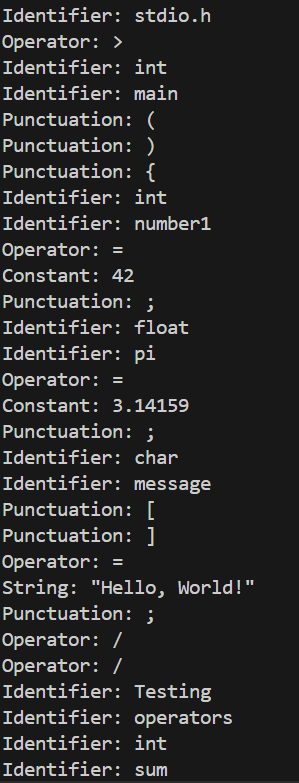 Identifier: stdio.h
Operator: >
Identifier: int
Identifier: main
Punctuation: (
Punctuation: )
Punctuation: {
Identifier: int
Identifier: number1
Operator: =
Constant: 42
Punctuation: ;
Identifier: float
Identifier: pi
Operator: =
Constant: 3.14159
Punctuation: ;
Identifier: char
Identifier: message
Punctuation: [
Punctuation: ]
Operator: =
String: "Hello, World!"
Punctuation: ;
Operator: /
Operator: /
Identifier: Testing
Identifier: operators
Identifier: int
Identifier: sum